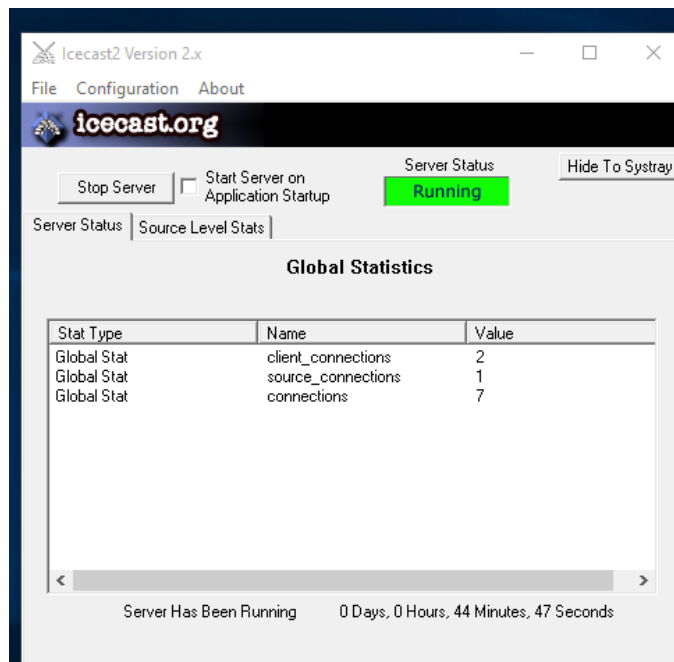 Icecast2 Version 2.x
File Configuration About
icecast.org
Stop Server
Start Server on
Application Startup
Server Status
Running
Hide To Systray
Server Status Source Level Stats
Global Statistics
Stat Type Name Value
Global Stat client_connections 2
Global Stat source_connections 1
Global Stat connections 7
Server Has Been Running 0 Days, 0 Hours, 44 Minutes, 47 Seconds